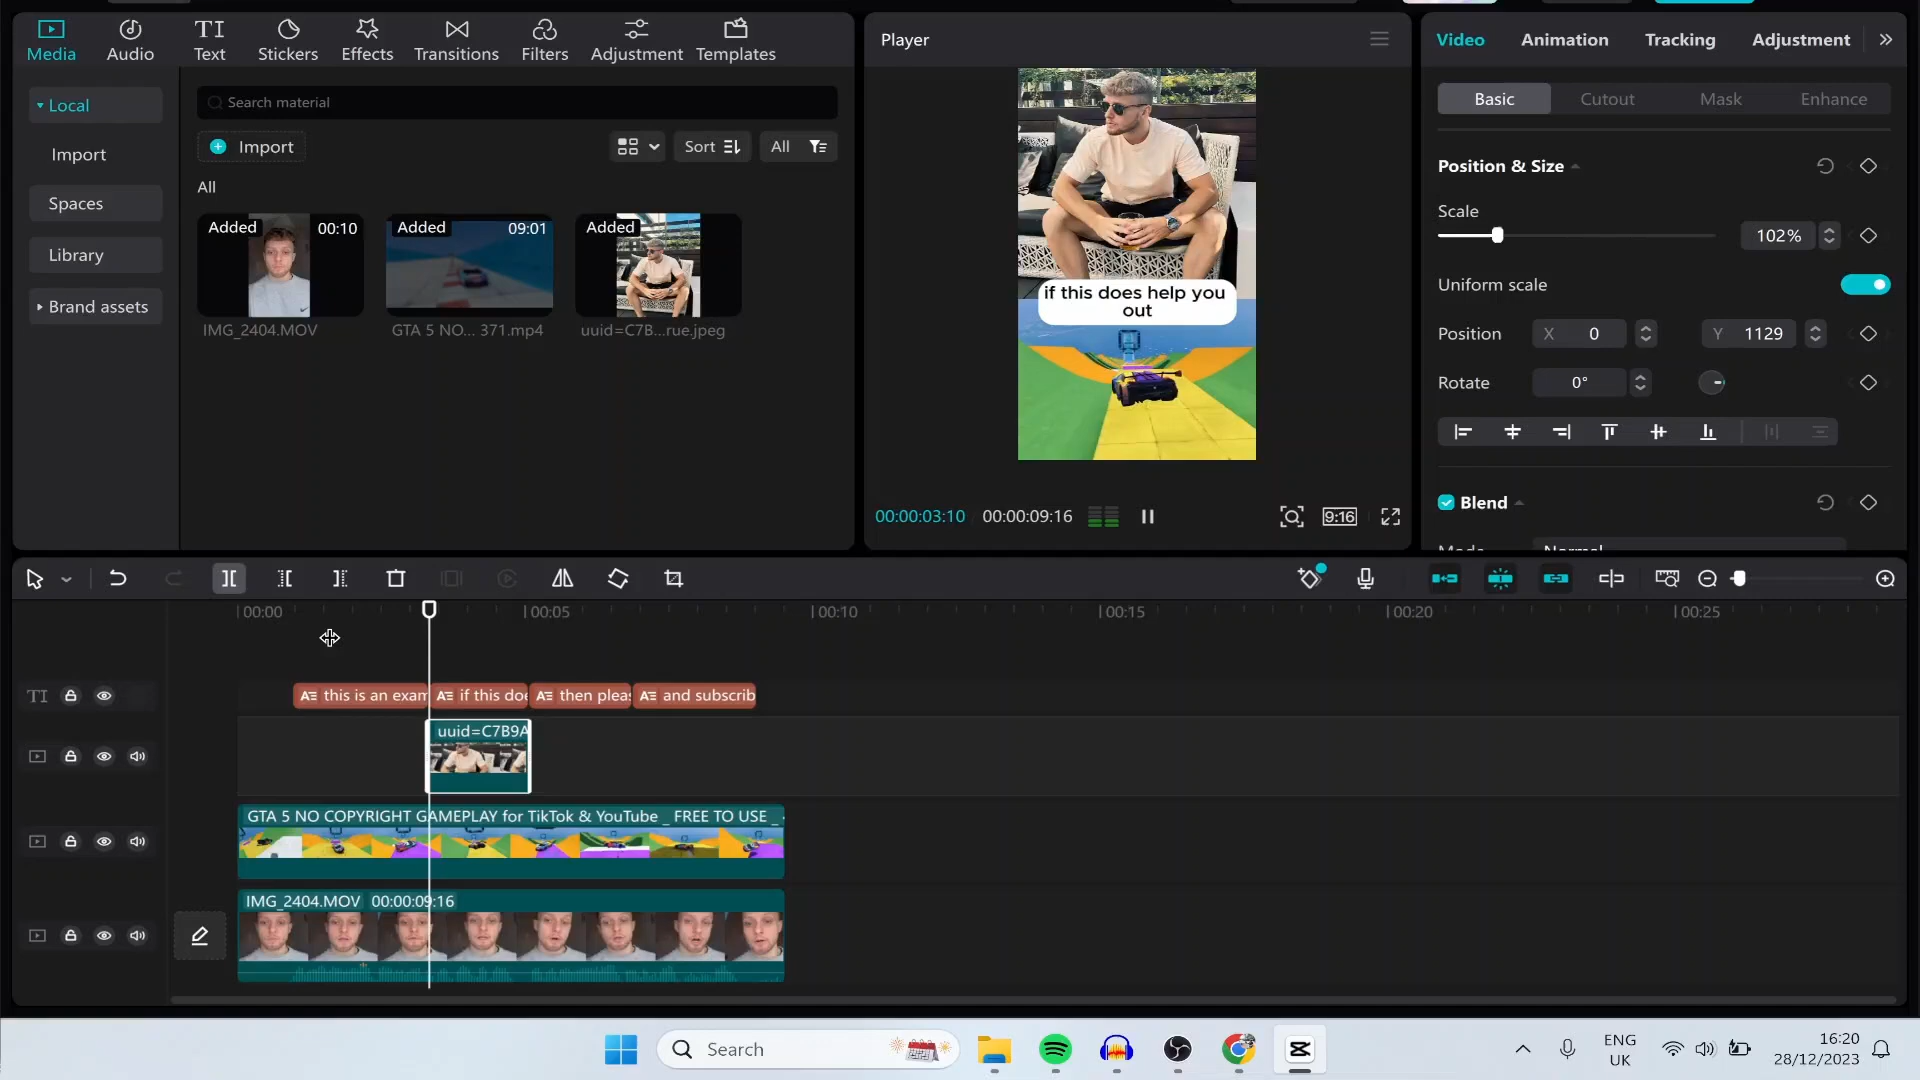 Media
Audio
Text
Stickers
Effects
Transitions
Filters
Adjustment
Templates
Local
Import
Spaces
Library
Brand assets
Search material
Import
Sort
All
All
Added 00:10
IMG_2404.MOV
Added 09:01
GTA 5 NO... 371.mp4
Added
uuid=C7B...rue.jpeg
Player
if this does help you
out
00:00:03:10 00:00:09:16
9:16
Video Animation Tracking Adjustment
Basic Cutout Mask Enhance
Position & Size
Scale
102%
Uniform scale
Position X 0 Y 1129
Rotate 0°
Blend
Mode Normal
00:00 00:05 00:10 00:15 00:20 00:25
TI
this is an exam
if this doe
then pleas
and subscrib
uuid=C7B9A
GTA 5 NO COPYRIGHT GAMEPLAY for TikTok & YouTube _ FREE TO USE _
IMG_2404.MOV 00:00:09:16
Search
ENG
UK
16:20
28/12/2023